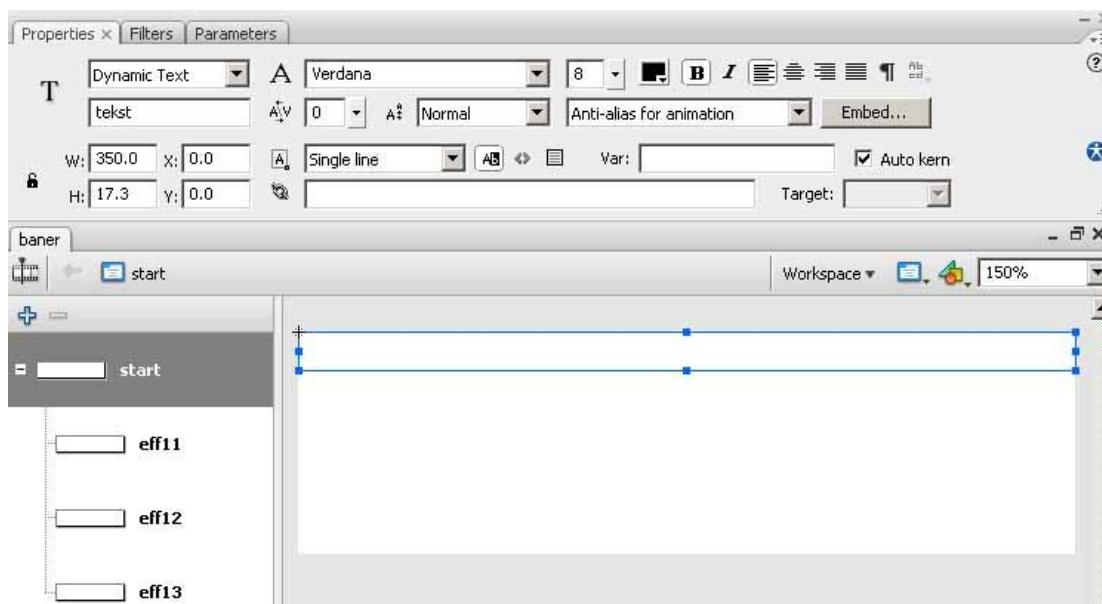 Properties × Filters Parameters
T Dynamic Text A Verdana 8 B I ¶
tekst A|V 0 Normal Anti-alias for animation Embed...
W: 350.0 X: 0.0 A Single line AB <> Var: Auto kern
H: 17.3 Y: 0.0 Target:
baner
start Workspace 150%
start
eff11
eff12
eff13